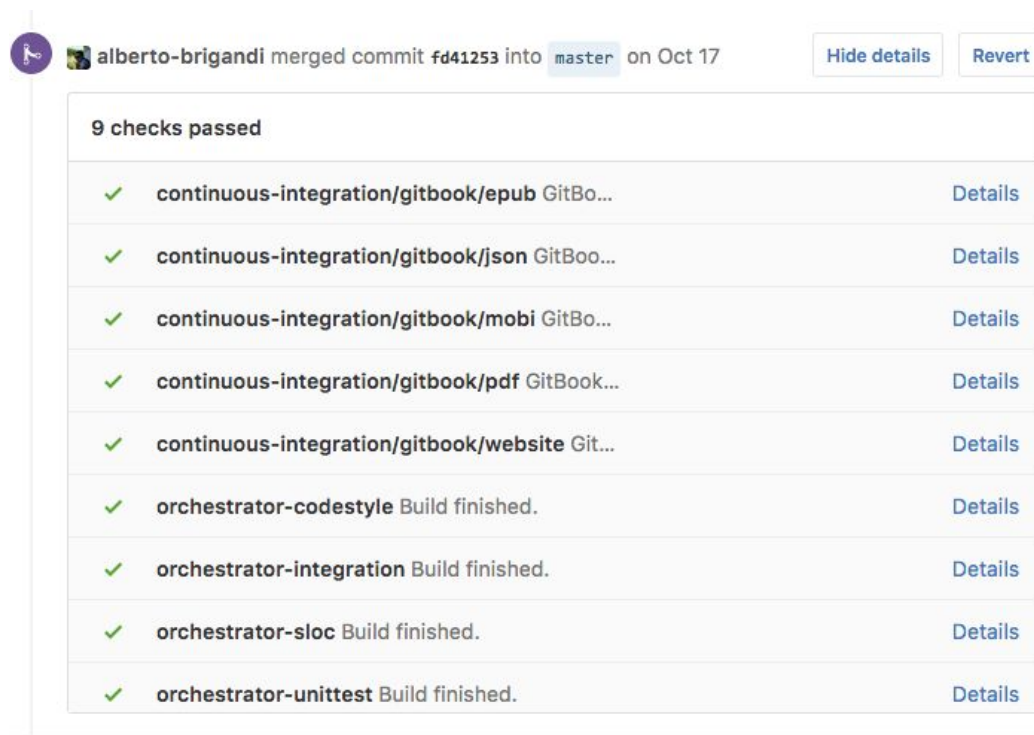 alberto-brigandi merged commit fd41253 into master on Oct 17 Hide details Revert
9 checks passed
continuous-integration/gitbook/epub GitBo... Details
continuous-integration/gitbook/json GitBoo... Details
continuous-integration/gitbook/mobi GitBo... Details
continuous-integration/gitbook/pdf GitBook... Details
continuous-integration/gitbook/website Git... Details
orchestrator-codestyle Build finished. Details
orchestrator-integration Build finished. Details
orchestrator-sloc Build finished. Details
orchestrator-unittest Build finished. Details